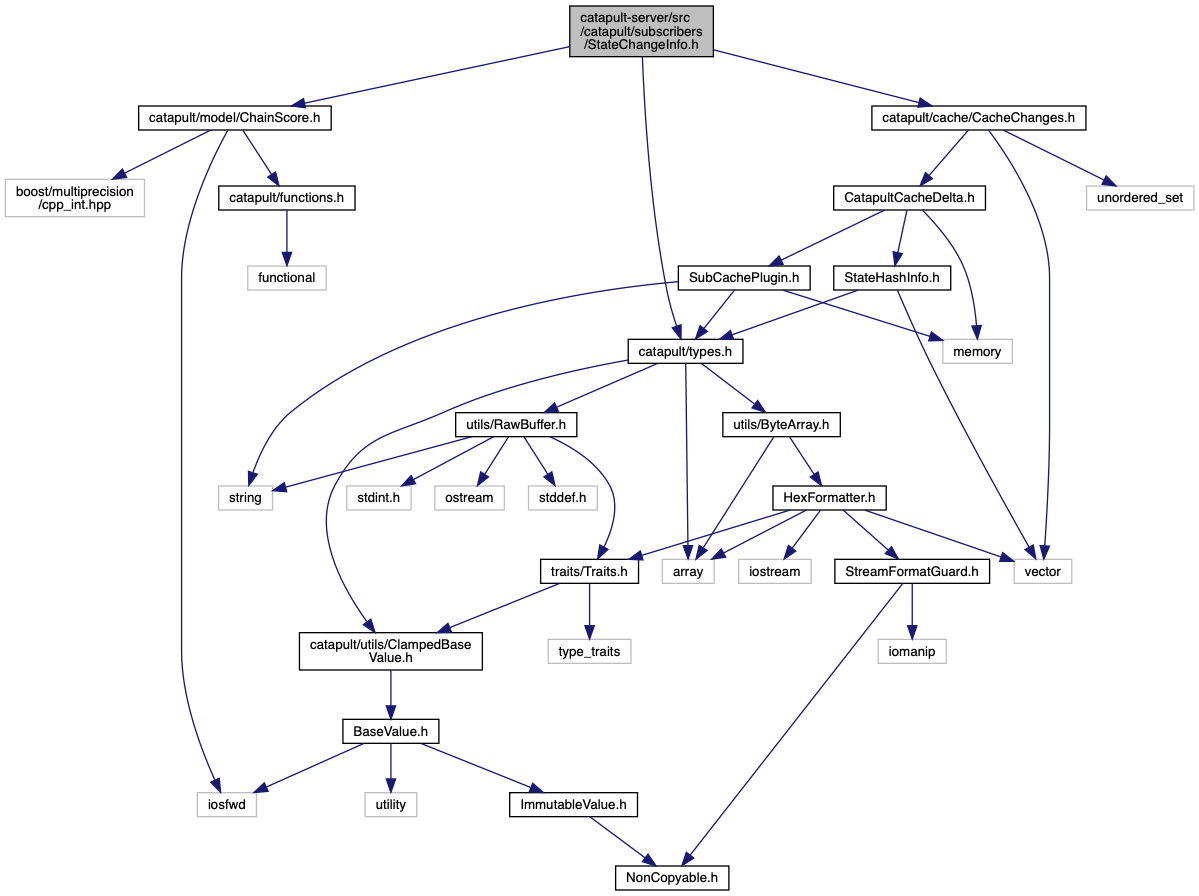 catapult-server/src
/catapult/subscribers
/StateChangeInfo.h
catapult/model/ChainScore.h
catapult/cache/CacheChanges.h
boost/multiprecision
/cpp_int.hpp
catapult/functions.h
CatapultCacheDelta.h
unordered_set
functional
SubCachePlugin.h
StateHashInfo.h
catapult/types.h
memory
utils/RawBuffer.h
utils/ByteArray.h
string
stdint.h
ostream
stddef.h
HexFormatter.h
traits/Traits.h
array
iostream
StreamFormatGuard.h
vector
catapult/utils/ClampedBase
Value.h
type_traits
iomanip
BaseValue.h
iosfwd
utility
ImmutableValue.h
NonCopyable.h